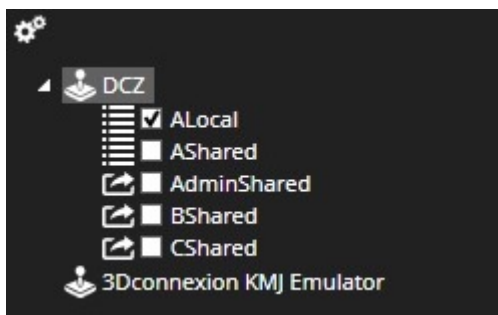 DCZ
ALocal
AShared
AdminShared
BShared
CShared
3Dconnexion KMJ Emulator